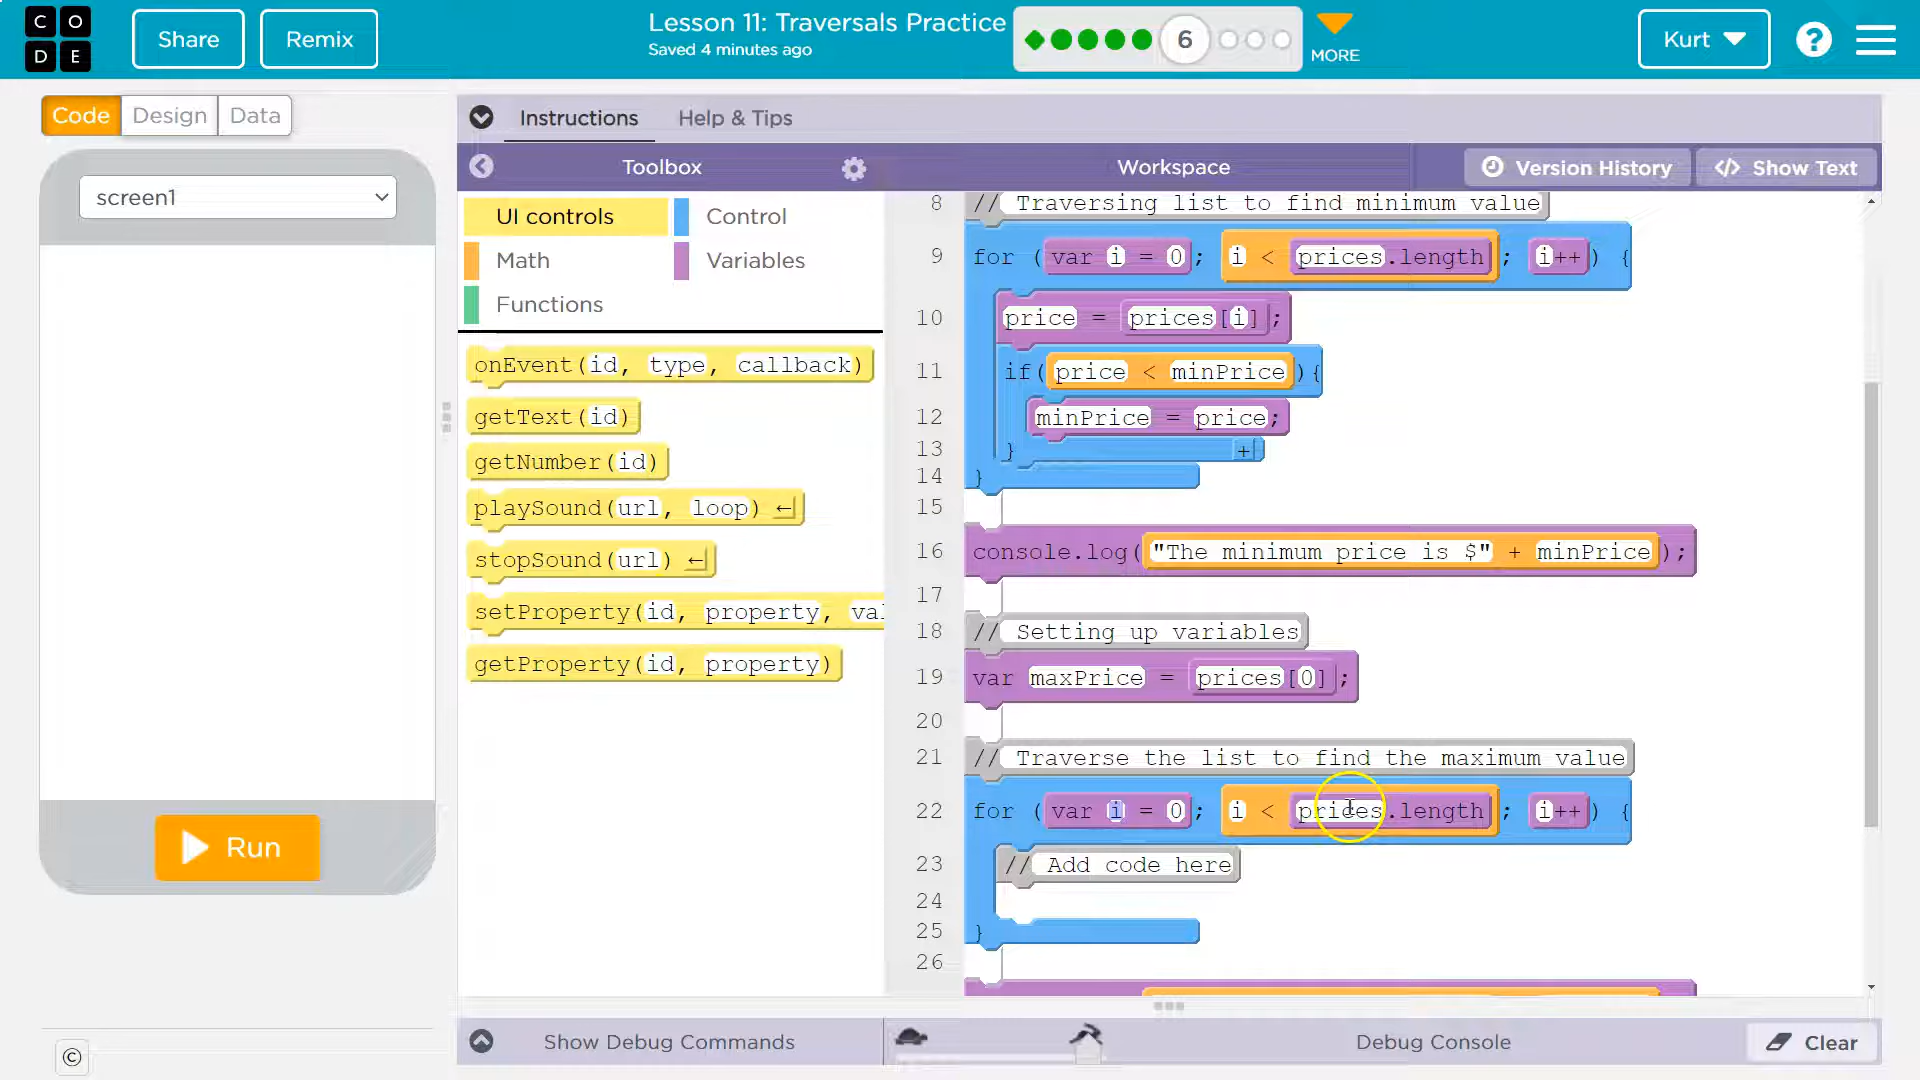 C O
D E
Share
Remix
Lesson 11: Traversals Practice
Saved 4 minutes ago
6
MORE
Kurt
?
Code
Design
Data
Instructions
Help & Tips
Toolbox
Workspace
Version History
</> Show Text
screen1
UI controls
Control
Math
Variables
Functions
onEvent(id, type, callback)
getText(id)
getNumber(id)
playSound(url, loop)
stopSound(url)
setProperty(id, property, val
getProperty(id, property)
8 // Traversing list to find minimum value
9 for (var i = 0; i < prices.length; i++) {
10 price = prices[i];
11 if(price < minPrice){
12 minPrice = price;
13 } +
14 }
15
16 console.log("The minimum price is $" + minPrice);
17
18 // Setting up variables
19 var maxPrice = prices[0];
20
21 // Traverse the list to find the maximum value
22 for (var i = 0; i < prices.length; i++) {
23 // Add code here
24
25 }
26
Run
Show Debug Commands
Debug Console
Clear
©